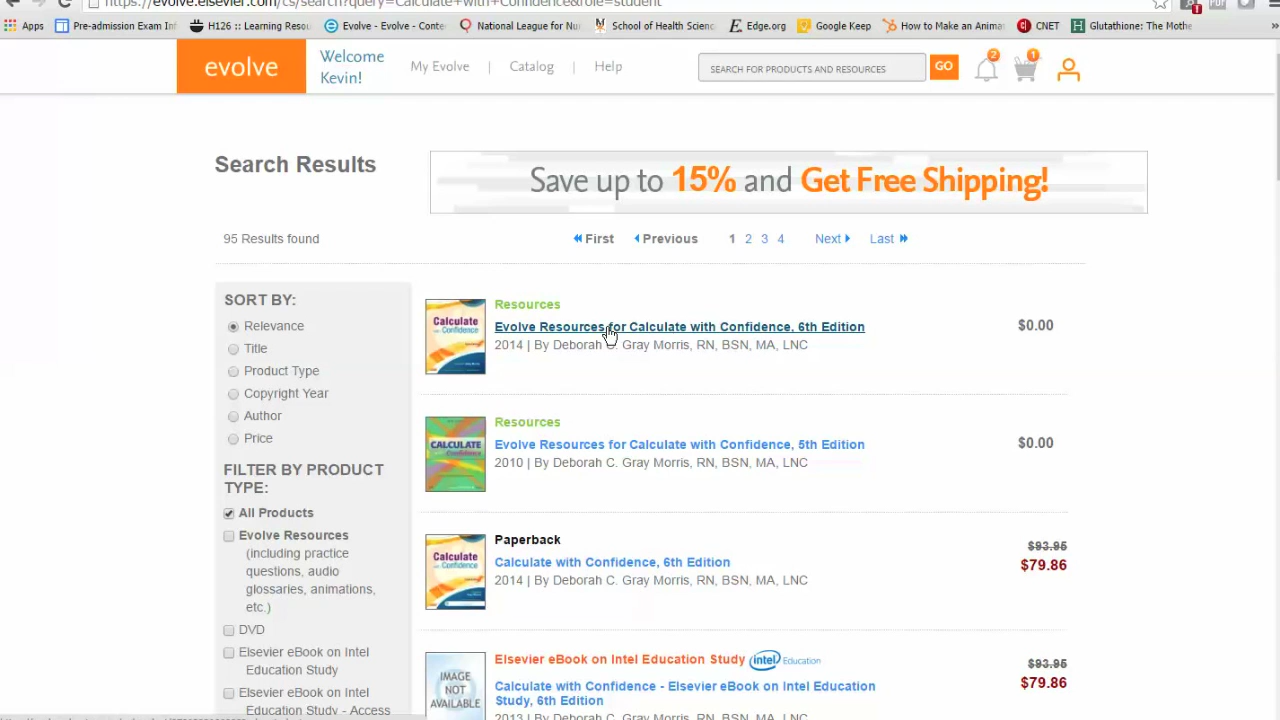 https://evolve.elsevier.com/cs/search?query=Calculate+with+Confidence&role=student
Apps
Pre-admission Exam Inf
H126 :: Learning Resou
Evolve - Evolve - Conte
National League for Nu
School of Health Scienc
Edge.org
Google Keep
How to Make an Animat
CNET
Glutathione: The Mothe
»
evolve
Welcome
Kevin!
My Evolve | Catalog | Help
SEARCH FOR PRODUCTS AND RESOURCES
GO
2
1
Search Results
Save up to 15% and Get Free Shipping!
95 Results found
First Previous 1 2 3 4 Next Last
SORT BY:
Relevance
Title
Product Type
Copyright Year
Author
Price
FILTER BY PRODUCT
TYPE:
All Products
Evolve Resources
(including practice
questions, audio
glossaries, animations,
etc.)
DVD
Elsevier eBook on Intel
Education Study
Elsevier eBook on Intel
Education Study - Access
Calculate
with Confidence
Resources
Evolve Resources for Calculate with Confidence, 6th Edition
2014 | By Deborah C. Gray Morris, RN, BSN, MA, LNC
$0.00
CALCULATE
Confidence
Resources
Evolve Resources for Calculate with Confidence, 5th Edition
2010 | By Deborah C. Gray Morris, RN, BSN, MA, LNC
$0.00
Calculate
with Confidence
Paperback
Calculate with Confidence, 6th Edition
2014 | By Deborah C. Gray Morris, RN, BSN, MA, LNC
$93.95
$79.86
IMAGE
NOT
AVAILABLE
Elsevier eBook on Intel Education Study intel Education
Calculate with Confidence - Elsevier eBook on Intel Education
Study, 6th Edition
2013 | By Deborah C. Gray Morris, RN, BSN, MA, LNC
$93.95
$79.86